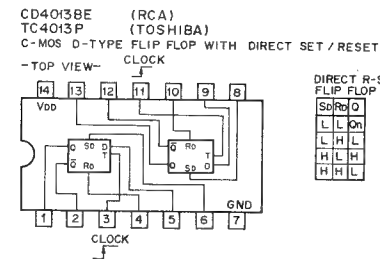 CD4013BE (RCA)
TC4013P (TOSHIBA)
C-MOS D-TYPE FLIP FLOP WITH DIRECT SET / RESET
-TOP VIEW- CLOCK
14 13 12 11 10 9 8
VDD
Q SD D
Q̅ RD T
Q̅ RD T
Q SD D
GND
1 2 3 4 5 6 7
CLOCK
DIRECT R-S
FLIP FLOP
SD RD Q
L L Qn
L H L
H L H
H H L